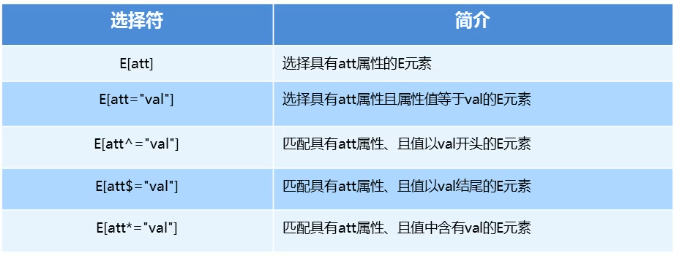 选择符 简介
E[att] 选择具有att属性的E元素
E[att="val"] 选择具有att属性且属性值等于val的E元素
E[att^="val"] 匹配具有att属性、且值以val开头的E元素
E[att$="val"] 匹配具有att属性、且值以val结尾的E元素
E[att*="val"] 匹配具有att属性、且值中含有val的E元素